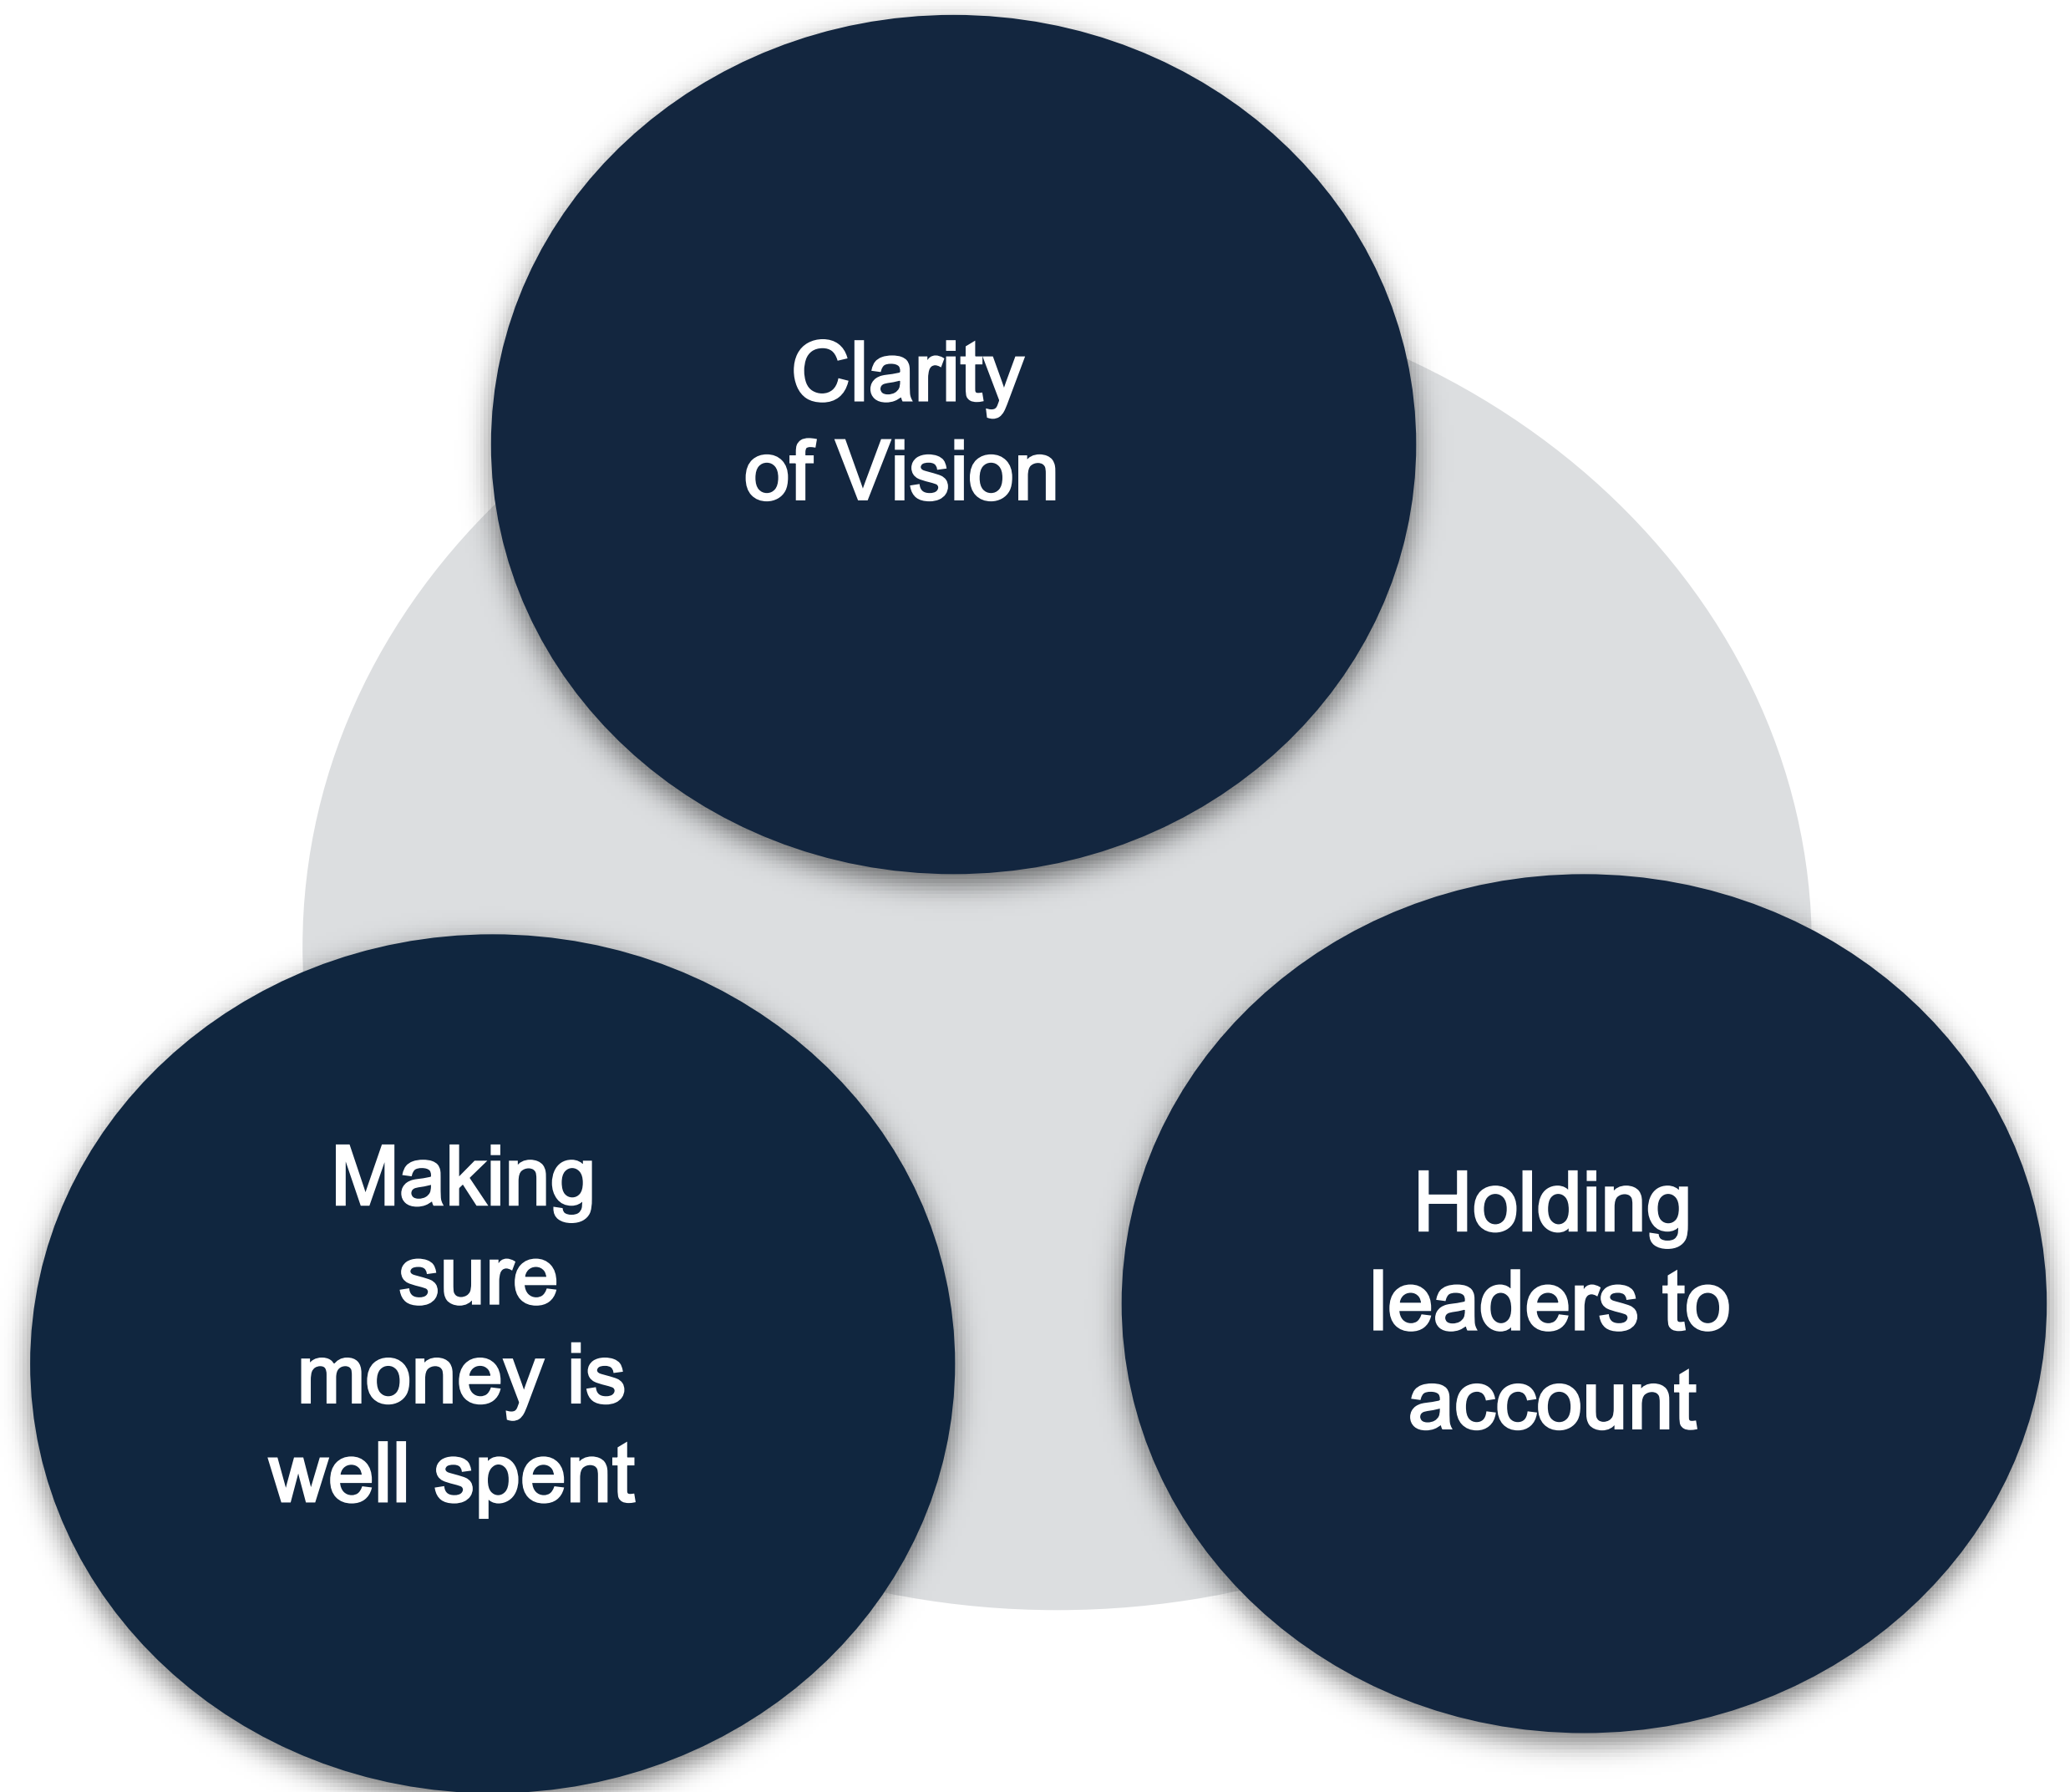 Clarity
of Vision
Making
sure
money is
well spent
Holding
leaders to
account